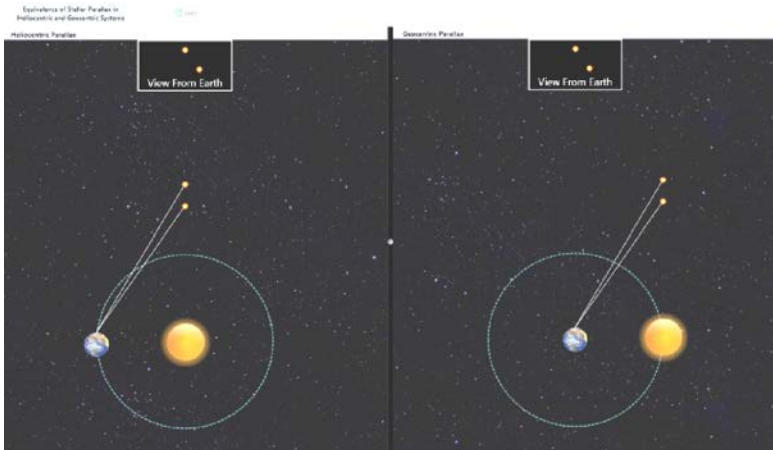 Equivalence of Stellar Parallax in
Heliocentric and Geocentric Systems
Heliocentric Parallax
View From Earth
Geocentric Parallax
View From Earth